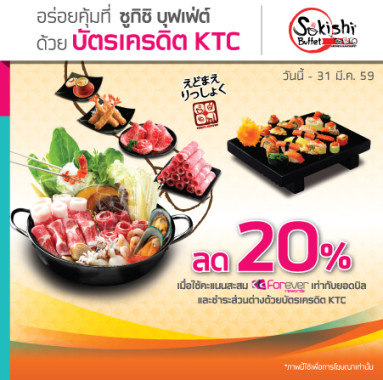 อร่อยคุ้มที่ ซูกิชิ บุฟเฟ่ต์
ด้วย บัตรเครดิต KTC
Sukishi
Buffet
วันนี้ - 31 มี.ค. 59
えどまえ
りっしょく
ลด 20%
เมื่อใช้คะแนนสะสม forever rewards เท่ากับยอดบิล
และชำระส่วนต่างด้วยบัตรเครดิต KTC
*ภาพนี้ใช้เพื่อการโฆษณาเท่านั้น